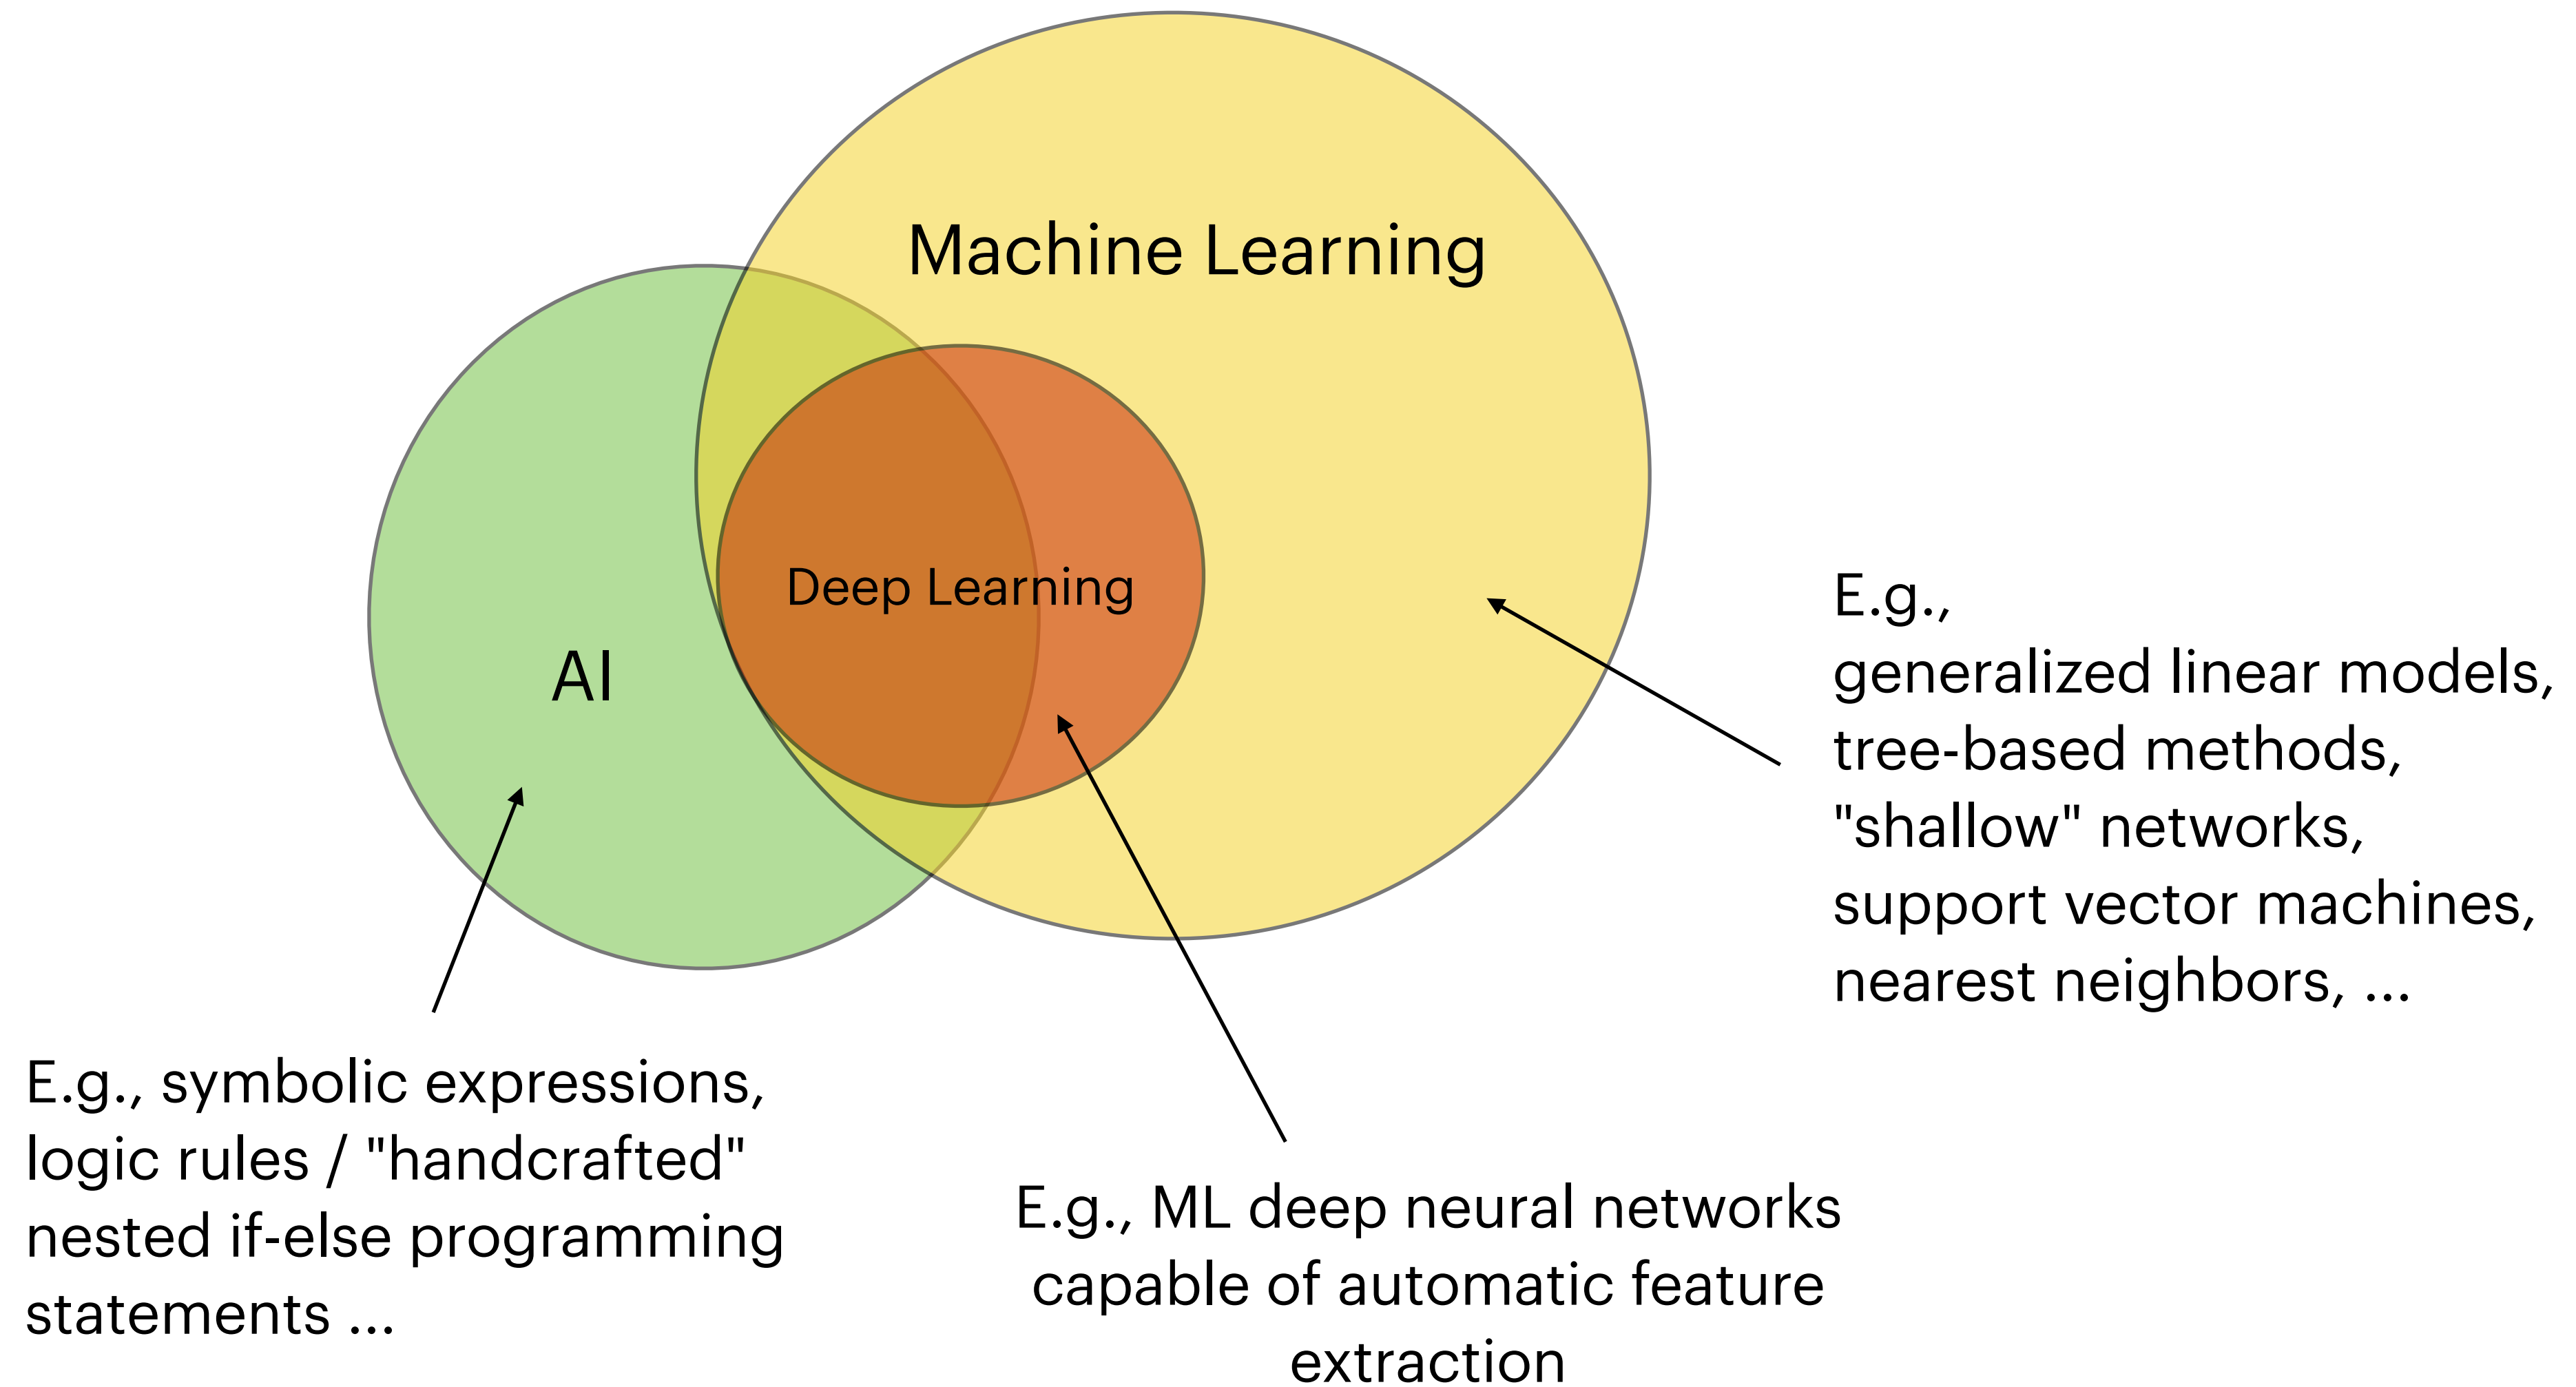 Machine Learning
Deep Learning
AI
E.g.,
generalized linear models,
tree-based methods,
"shallow" networks,
support vector machines,
nearest neighbors, ...
E.g., symbolic expressions,
logic rules / "handcrafted"
nested if-else programming
statements ...
E.g., ML deep neural networks
capable of automatic feature
extraction